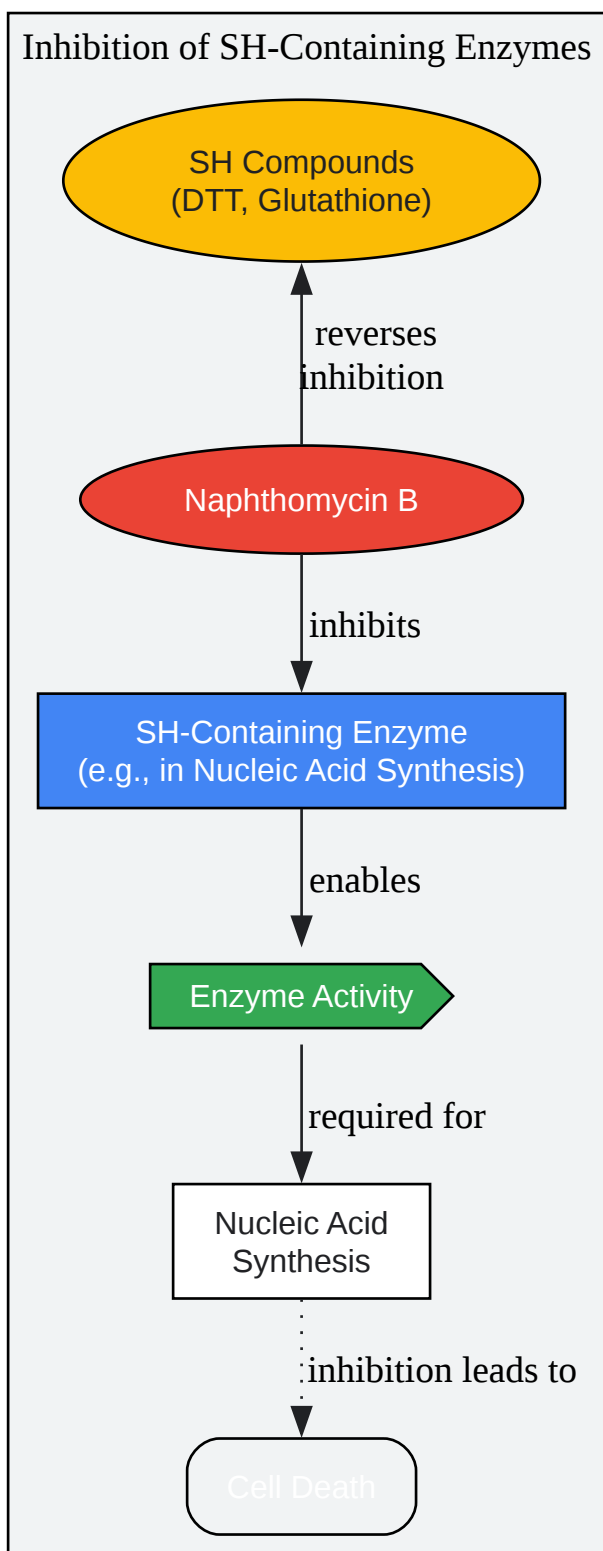 Inhibition of SH-Containing Enzymes
SH Compounds
(DTT, Glutathione)
reverses
inhibition
Naphthomycin B
inhibits
SH-Containing Enzyme
(e.g., in Nucleic Acid Synthesis)
enables
Enzyme Activity
required for
Nucleic Acid
Synthesis
inhibition leads to
Cell Death